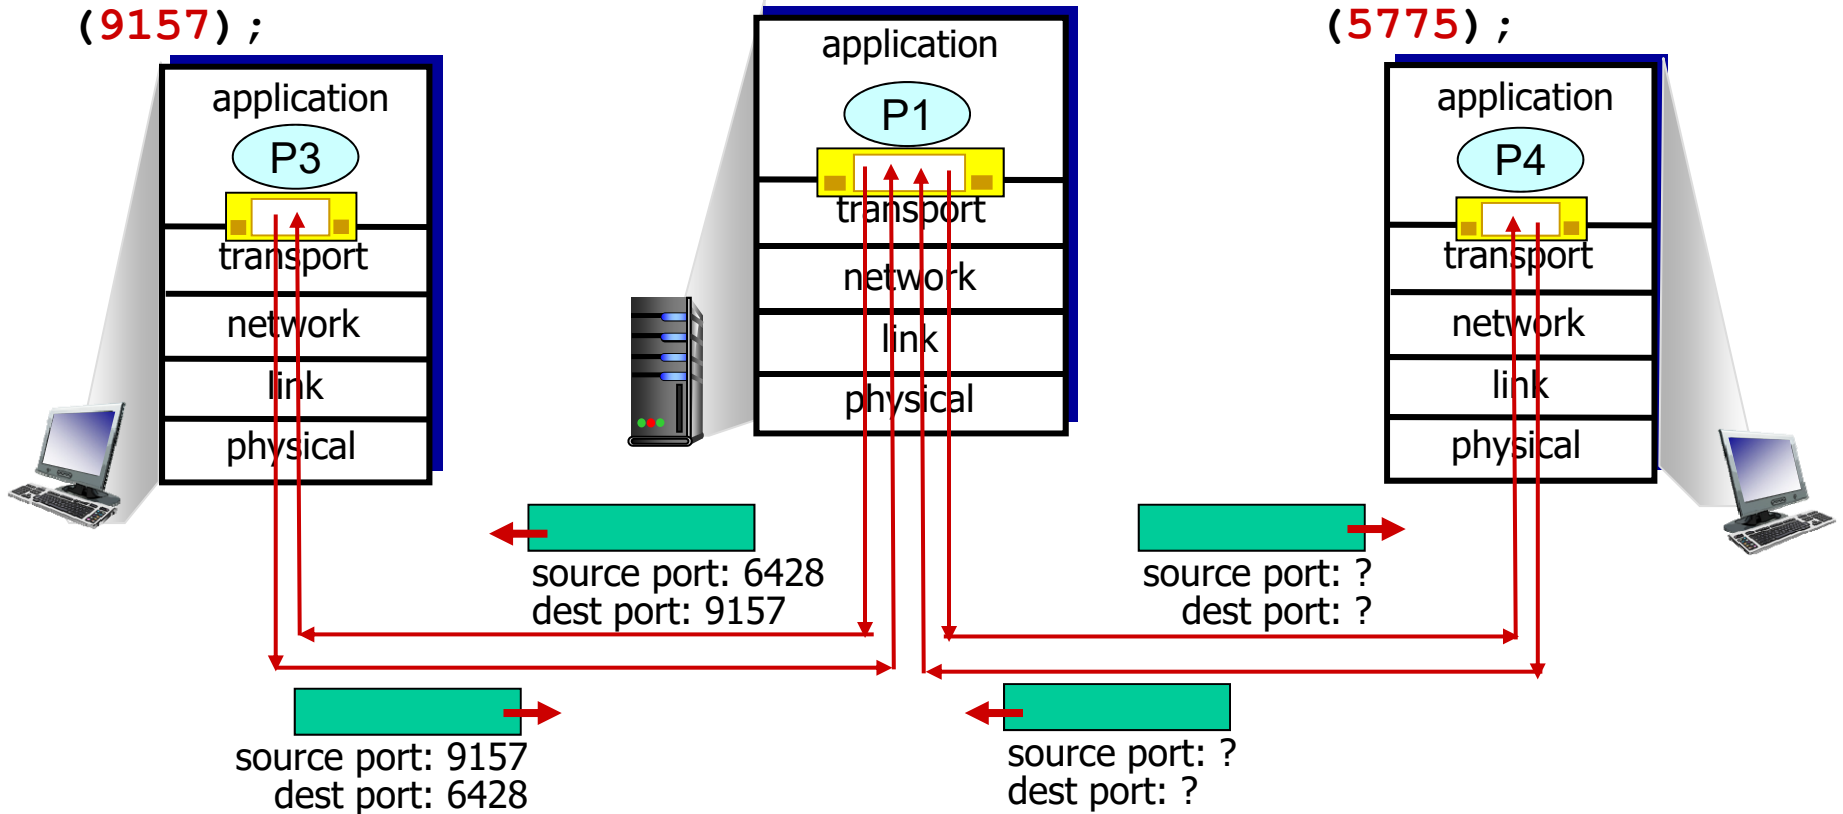 (9157);
application
P3
transport
network
link
physical
application
P1
transport
network
link
physical
(5775);
application
P4
transport
network
link
physical
source port: 6428
dest port: 9157
source port: ?
dest port: ?
source port: 9157
dest port: 6428
source port: ?
dest port: ?